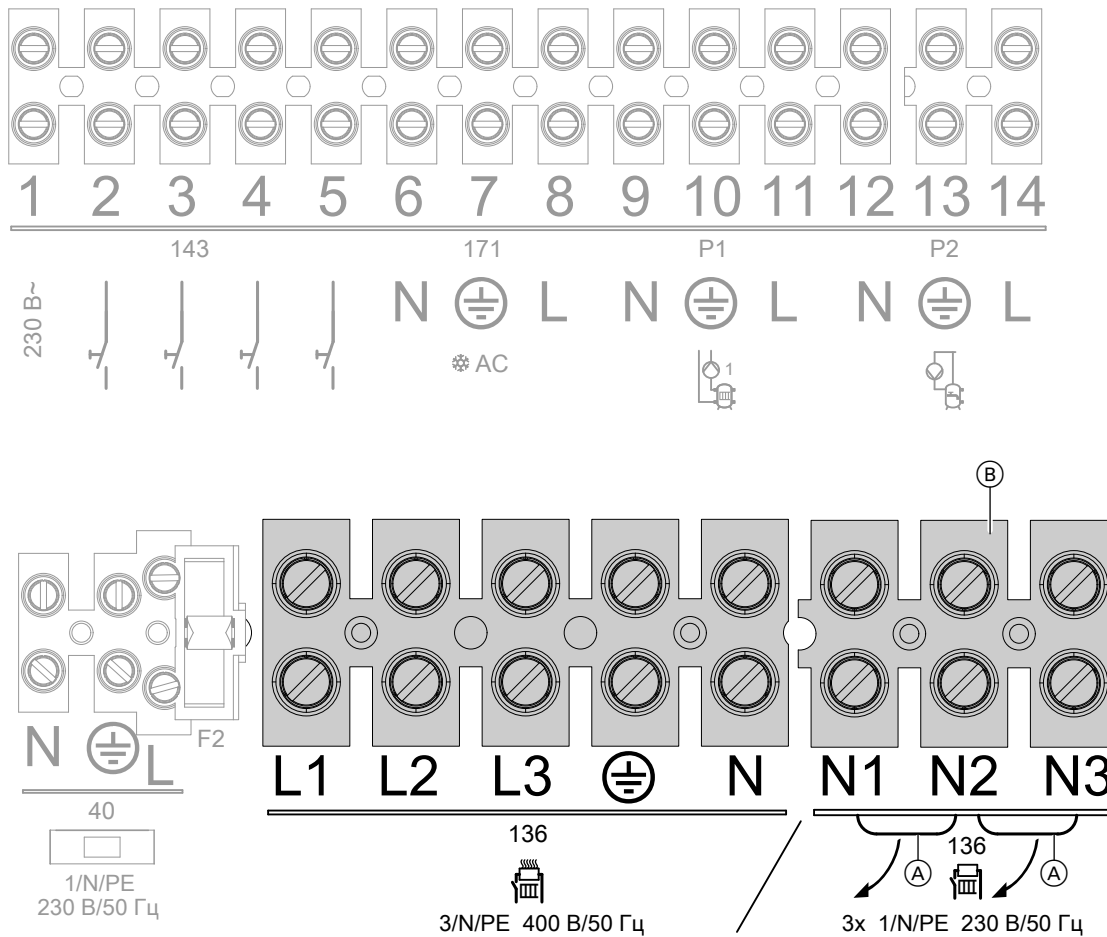 1 2 3 4 5 6 7 8 9 10 11 12 13 14
143 171 P1 P2
230 В~
N L N L N L
AC
1
B
F2
N L
L1 L2 L3 N N1 N2 N3
40
136
136
A A
1/N/PE
230 В/50 Гц
3/N/PE 400 В/50 Гц
3x 1/N/PE 230 В/50 Гц